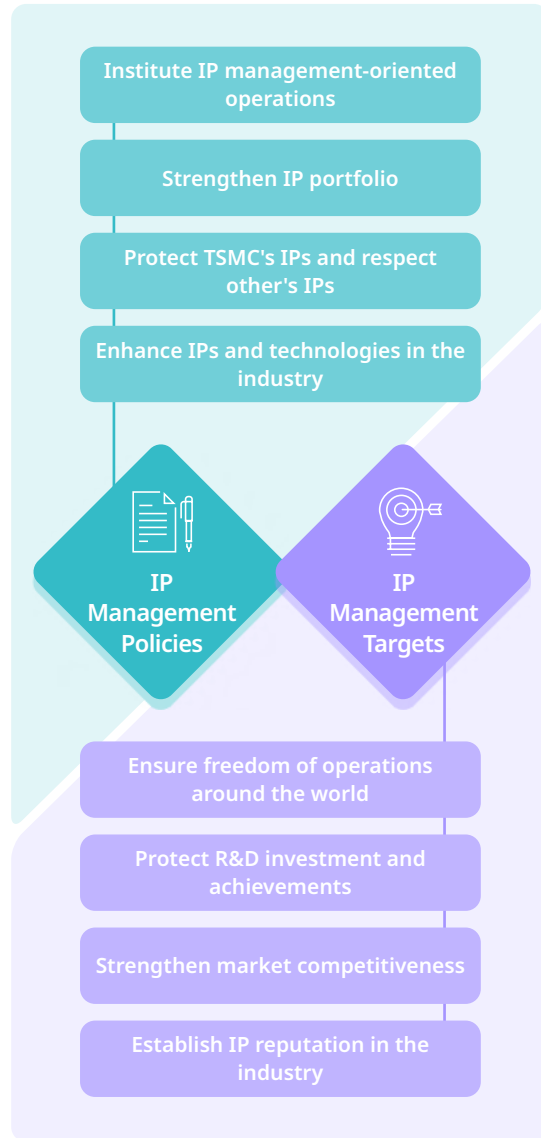 Institute IP management-oriented
operations
Strengthen IP portfolio
Protect TSMC's IPs and respect
other's IPs
Enhance IPs and technologies in the
industry
IP
Management
Policies
IP
Management
Targets
Ensure freedom of operations
around the world
Protect R&D investment and
achievements
Strengthen market competitiveness
Establish IP reputation in the
industry